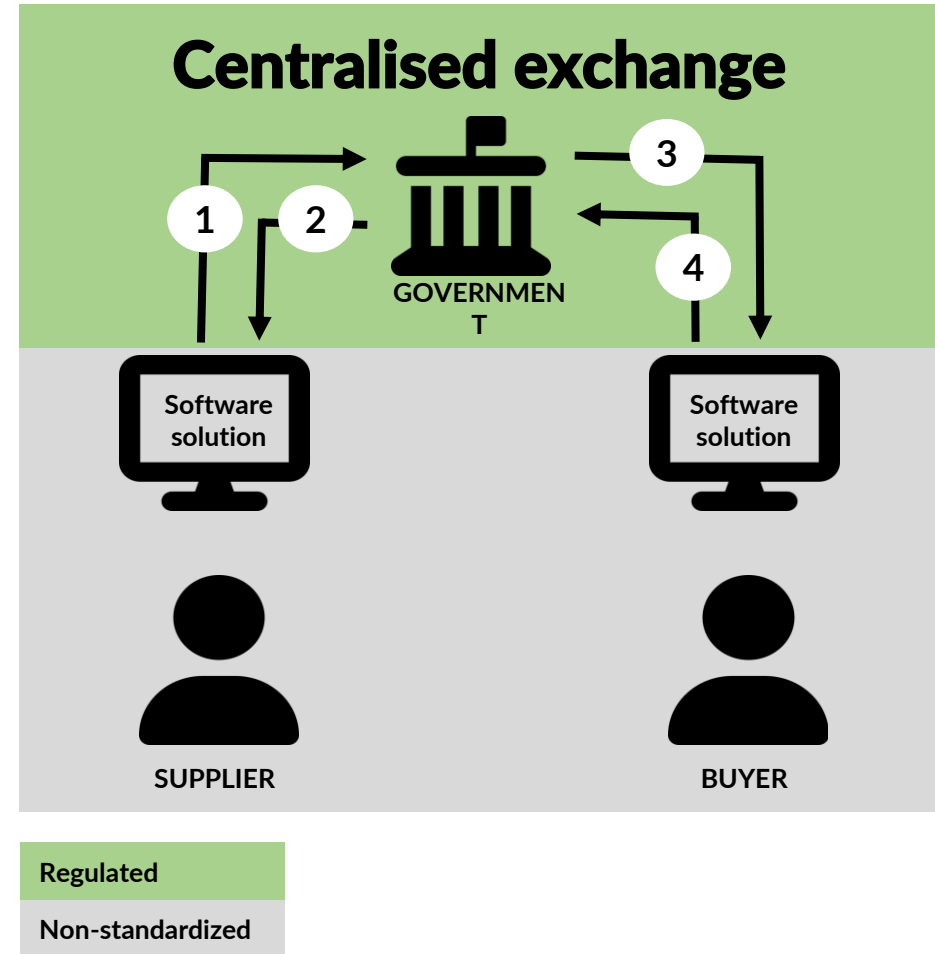 Centralised exchange
3
1
2
4
GOVERNMEN
T
Software
solution
Software
solution
SUPPLIER
BUYER
Regulated
Non-standardized